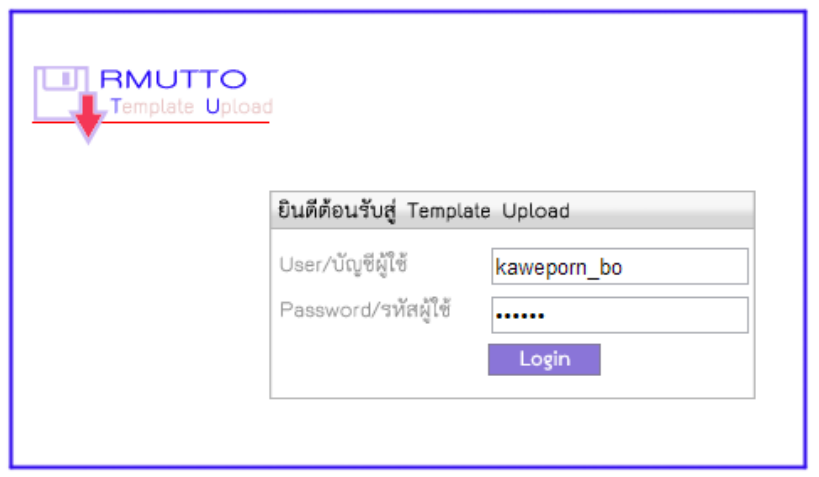 RMUTTO
Template Upload
ยินดีต้อนรับสู่ Template Upload
User/บัญชีผู้ใช้ kaweporn_bo
Password/รหัสผู้ใช้ ••••••
Login